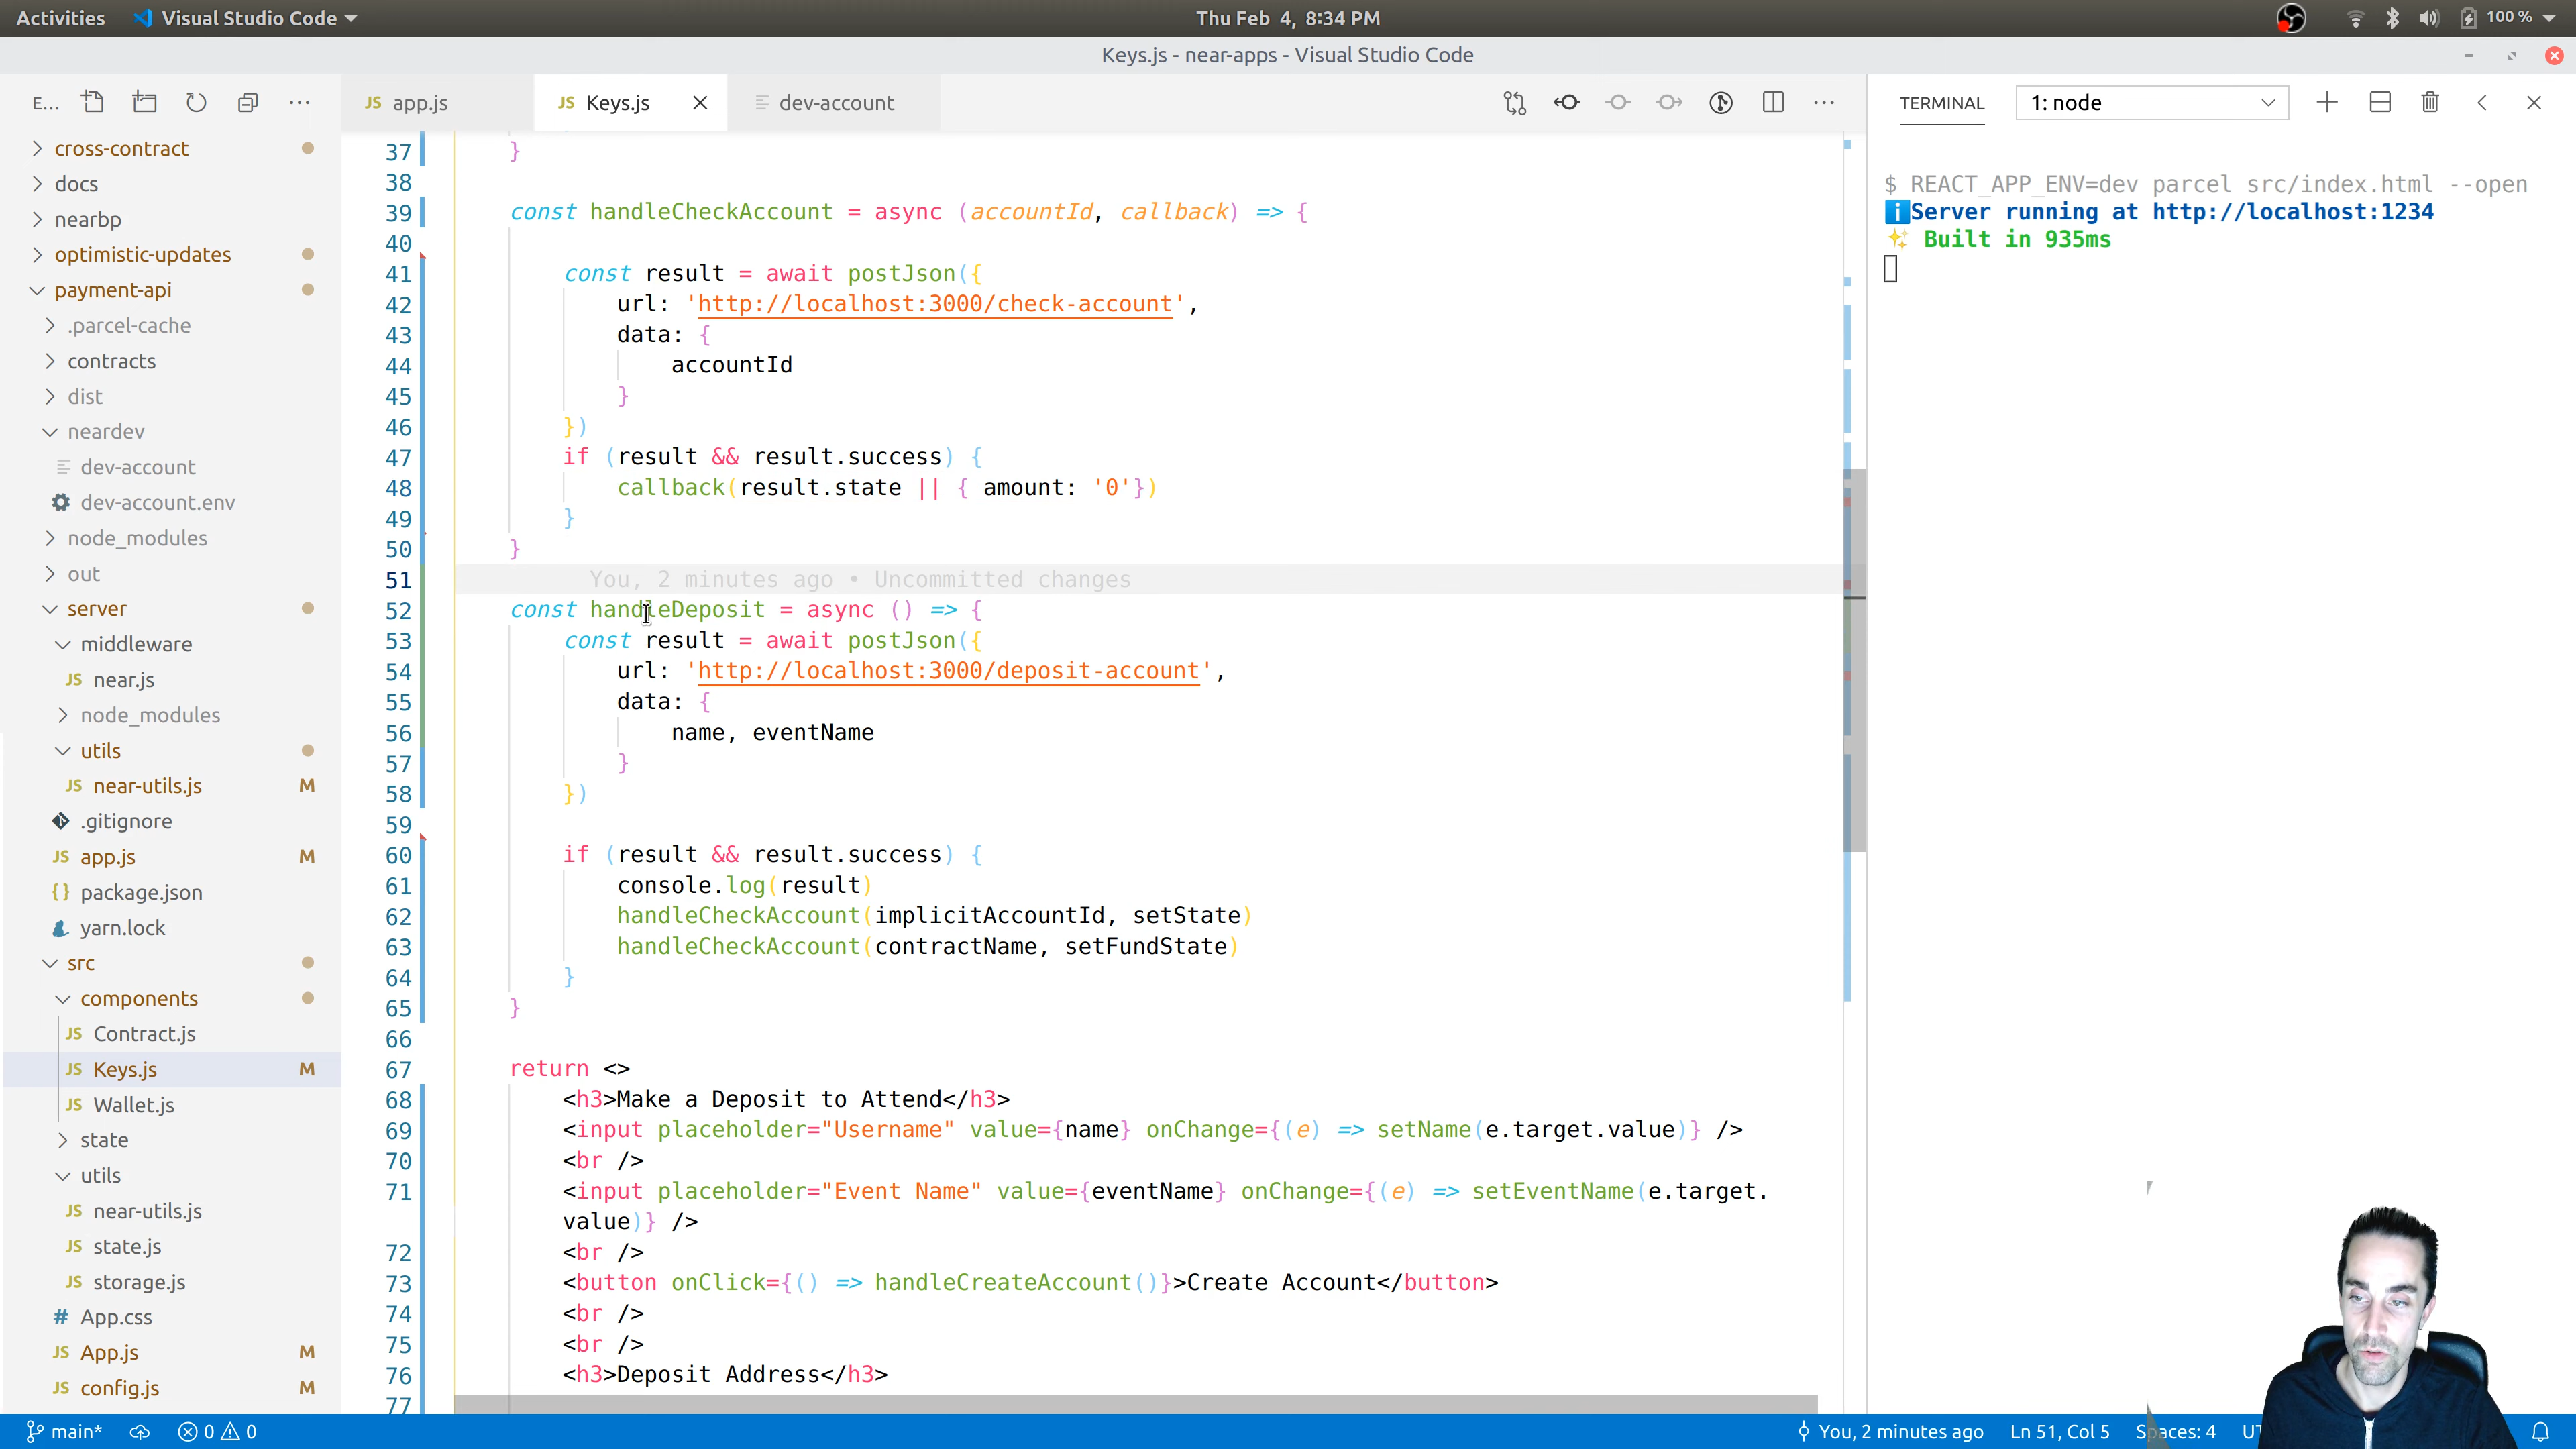 Activities
Visual Studio Code
Thu Feb 4, 8:34 PM
100 %
Keys.js - near-apps - Visual Studio Code
E...
JS app.js
JS Keys.js
dev-account
TERMINAL
1: node
cross-contract
docs
nearbp
optimistic-updates
payment-api
.parcel-cache
contracts
dist
neardev
dev-account
dev-account.env
node_modules
out
server
middleware
JS near.js
node_modules
utils
JS near-utils.js M
.gitignore
JS app.js M
{} package.json
yarn.lock
src
components
JS Contract.js
JS Keys.js M
JS Wallet.js
state
utils
JS near-utils.js
JS state.js
JS storage.js
# App.css
JS App.js M
JS config.js M
37 }
38
39 const handleCheckAccount = async (accountId, callback) => {
40
41 const result = await postJson({
42 url: 'http://localhost:3000/check-account',
43 data: {
44 accountId
45 }
46 })
47 if (result && result.success) {
48 callback(result.state || { amount: '0'})
49 }
50 }
51 You, 2 minutes ago • Uncommitted changes
52 const handleDeposit = async () => {
53 const result = await postJson({
54 url: 'http://localhost:3000/deposit-account',
55 data: {
56 name, eventName
57 }
58 })
59
60 if (result && result.success) {
61 console.log(result)
62 handleCheckAccount(implicitAccountId, setState)
63 handleCheckAccount(contractName, setFundState)
64 }
65 }
66
67 return <>
68 <h3>Make a Deposit to Attend</h3>
69 <input placeholder="Username" value={name} onChange={(e) => setName(e.target.value)} />
70 <br />
71 <input placeholder="Event Name" value={eventName} onChange={(e) => setEventName(e.target.
value)} />
72 <br />
73 <button onClick={() => handleCreateAccount()}>Create Account</button>
74 <br />
75 <br />
76 <h3>Deposit Address</h3>
77
$ REACT_APP_ENV=dev parcel src/index.html --open
ℹ️Server running at http://localhost:1234
✨ Built in 935ms
main*
0 0
You, 2 minutes ago
Ln 51, Col 5
Spaces: 4